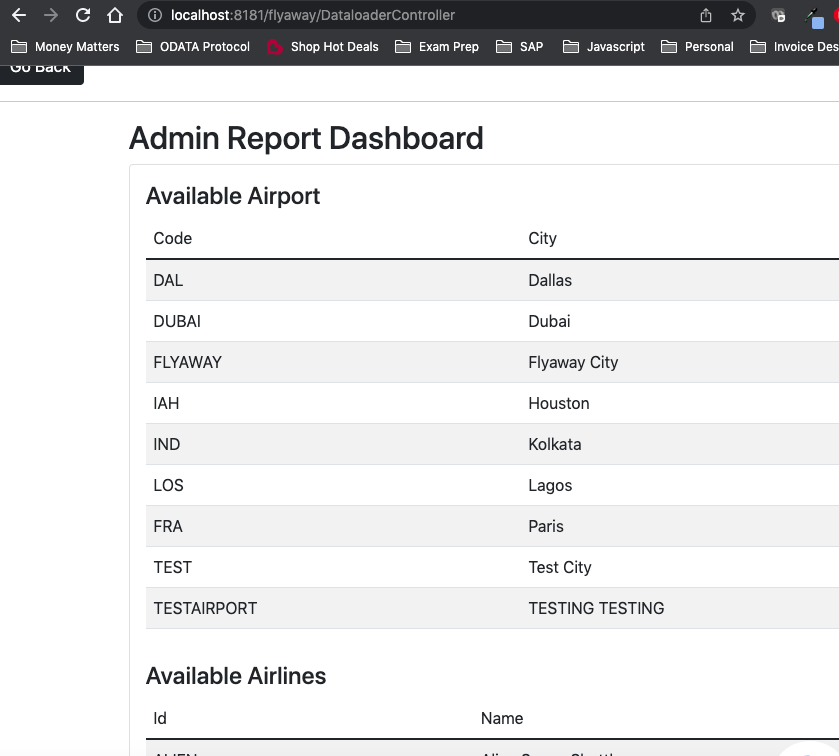 localhost:8181/flyaway/DataloaderController
Money Matters ODATA Protocol Shop Hot Deals Exam Prep SAP Javascript Personal Invoice Des
Go Back
Admin Report Dashboard
Available Airport
Code City
DAL Dallas
DUBAI Dubai
FLYAWAY Flyaway City
IAH Houston
IND Kolkata
LOS Lagos
FRA Paris
TEST Test City
TESTAIRPORT TESTING TESTING
Available Airlines
Id Name